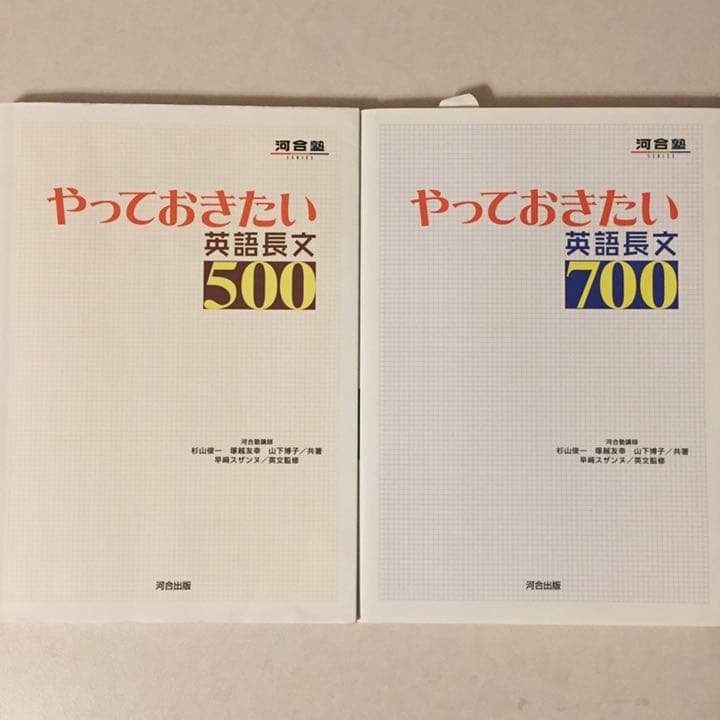 河合塾
SERIES
やっておきたい
英語長文
500
河合塾講師
杉山俊一 塚越友幸 山下博子/共著
早﨑スザンヌ/英文監修
河合出版
河合塾
SERIES
やっておきたい
英語長文
700
河合塾講師
杉山俊一 塚越友幸 山下博子/共著
早﨑スザンヌ/英文監修
河合出版